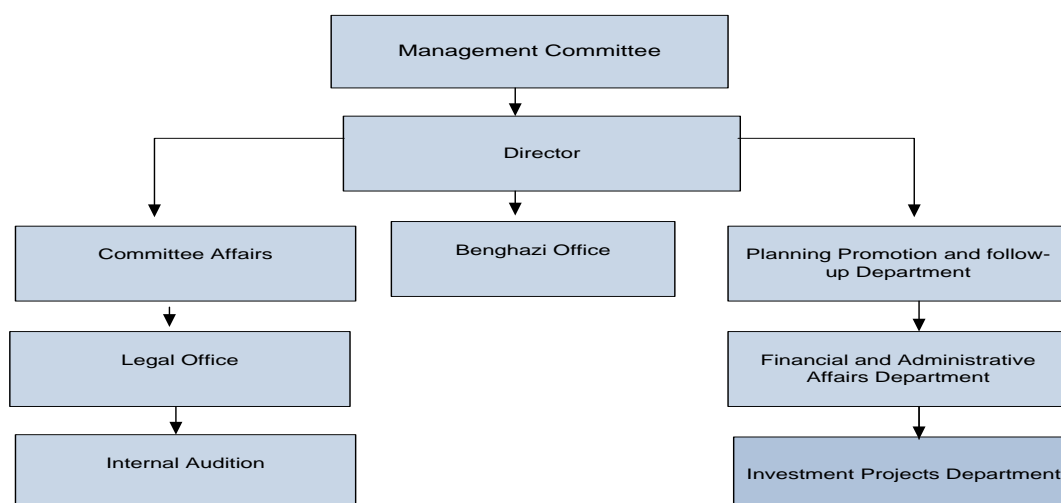 Management Committee
Director
Committee Affairs
Benghazi Office
Planning Promotion and follow-
up Department
Legal Office
Financial and Administrative
Affairs Department
Internal Audition
Investment Projects Department